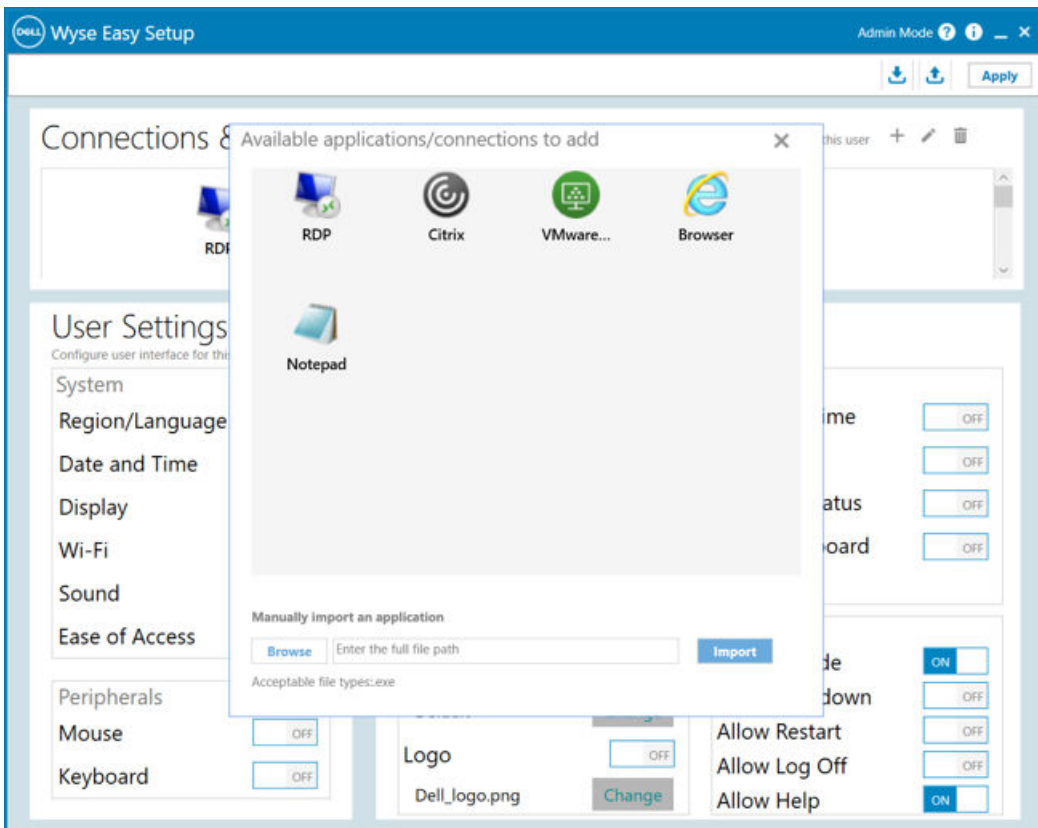 DELL Wyse Easy Setup Admin Mode ? i
Apply
Connections &
this user
RDP
Available applications/connections to add
RDP Citrix VMware... Browser
Notepad
Manually import an application
Browse Enter the full file path Import
Acceptable file types:.exe
User Settings
Configure user interface for this
System
Region/Language
Date and Time
Display
Wi-Fi
Sound
Ease of Access
Peripherals
Mouse OFF
Keyboard OFF
Change
Logo OFF
Dell_logo.png Change
ime OFF
OFF
atus OFF
oard OFF
de ON
down OFF
Allow Restart OFF
Allow Log Off OFF
Allow Help ON